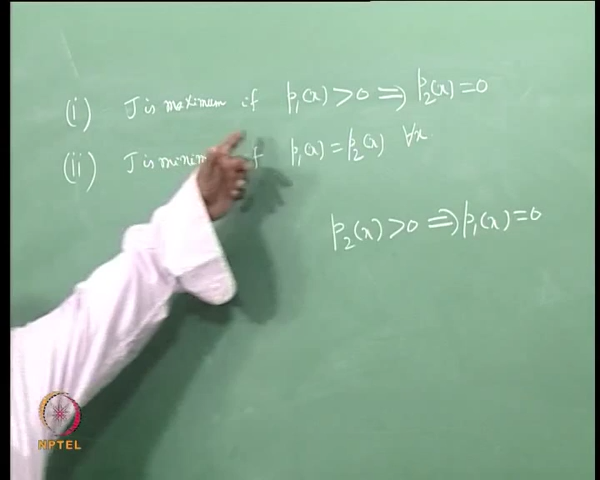 (i) J is maximum if p₁(x) > 0 ⟹ p₂(x) = 0
(ii) J is minim f p₁(x) = p₂(x) ∀x
p₂(x) > 0 ⟹ p₁(x) = 0
NPTEL